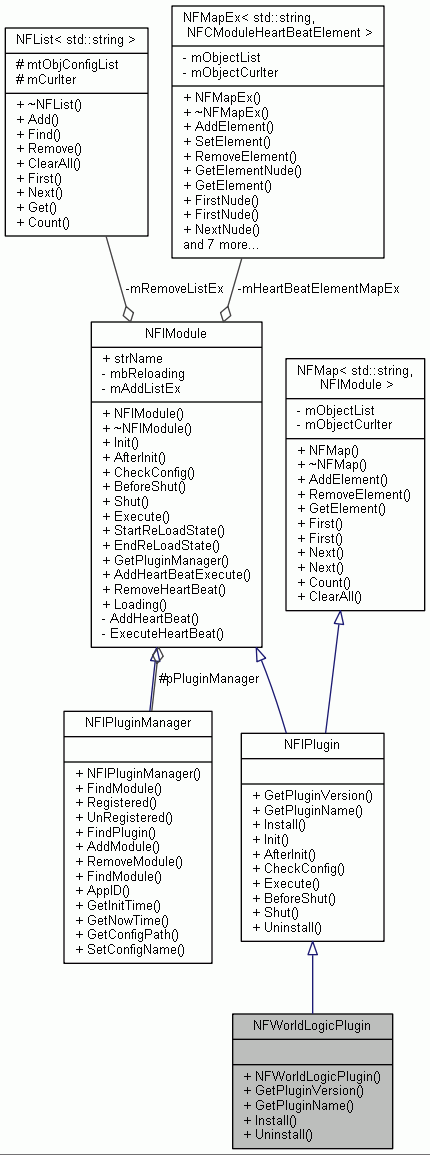 NFList< std::string >
# mtObjConfigList
# mCurIter
+ ~NFList()
+ Add()
+ Find()
+ Remove()
+ ClearAll()
+ First()
+ Next()
+ Get()
+ Count()
NFMapEx< std::string,
NFCModuleHeartBeatElement >
- mObjectList
- mObjectCurIter
+ NFMapEx()
+ ~NFMapEx()
+ AddElement()
+ SetElement()
+ RemoveElement()
+ GetElementNude()
+ GetElement()
+ FirstNude()
+ FirstNude()
+ NextNude()
and 7 more...
-mRemoveListEx
-mHeartBeatElementMapEx
NFIModule
+ strName
- mbReloading
- mAddListEx
+ NFIModule()
+ ~NFIModule()
+ Init()
+ AfterInit()
+ CheckConfig()
+ BeforeShut()
+ Shut()
+ Execute()
+ StartReLoadState()
+ EndReLoadState()
+ GetPluginManager()
+ AddHeartBeatExecute()
+ RemoveHeartBeat()
+ Loading()
- AddHeartBeat()
- ExecuteHeartBeat()
NFMap< std::string,
NFIModule >
- mObjectList
- mObjectCurIter
+ NFMap()
+ ~NFMap()
+ AddElement()
+ RemoveElement()
+ GetElement()
+ First()
+ First()
+ Next()
+ Next()
+ Count()
+ ClearAll()
#pPluginManager
NFIPluginManager
+ NFIPluginManager()
+ FindModule()
+ Registered()
+ UnRegistered()
+ FindPlugin()
+ AddModule()
+ RemoveModule()
+ FindModule()
+ AppID()
+ GetInitTime()
+ GetNowTime()
+ GetConfigPath()
+ SetConfigName()
NFIPlugin
+ GetPluginVersion()
+ GetPluginName()
+ Install()
+ Init()
+ AfterInit()
+ CheckConfig()
+ Execute()
+ BeforeShut()
+ Shut()
+ Uninstall()
NFWorldLogicPlugin
+ NFWorldLogicPlugin()
+ GetPluginVersion()
+ GetPluginName()
+ Install()
+ Uninstall()